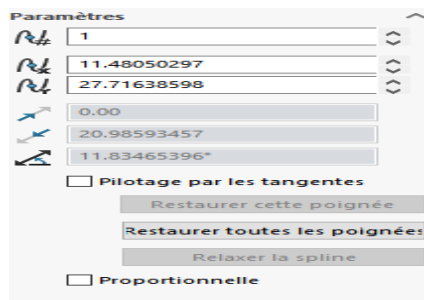 Paramètres
1
11.48050297
27.71638598
0.00
20.98593457
11.83465396°
Pilotage par les tangentes
Restaurer cette poignée
Restaurer toutes les poignées
Relaxer la spline
Proportionnelle